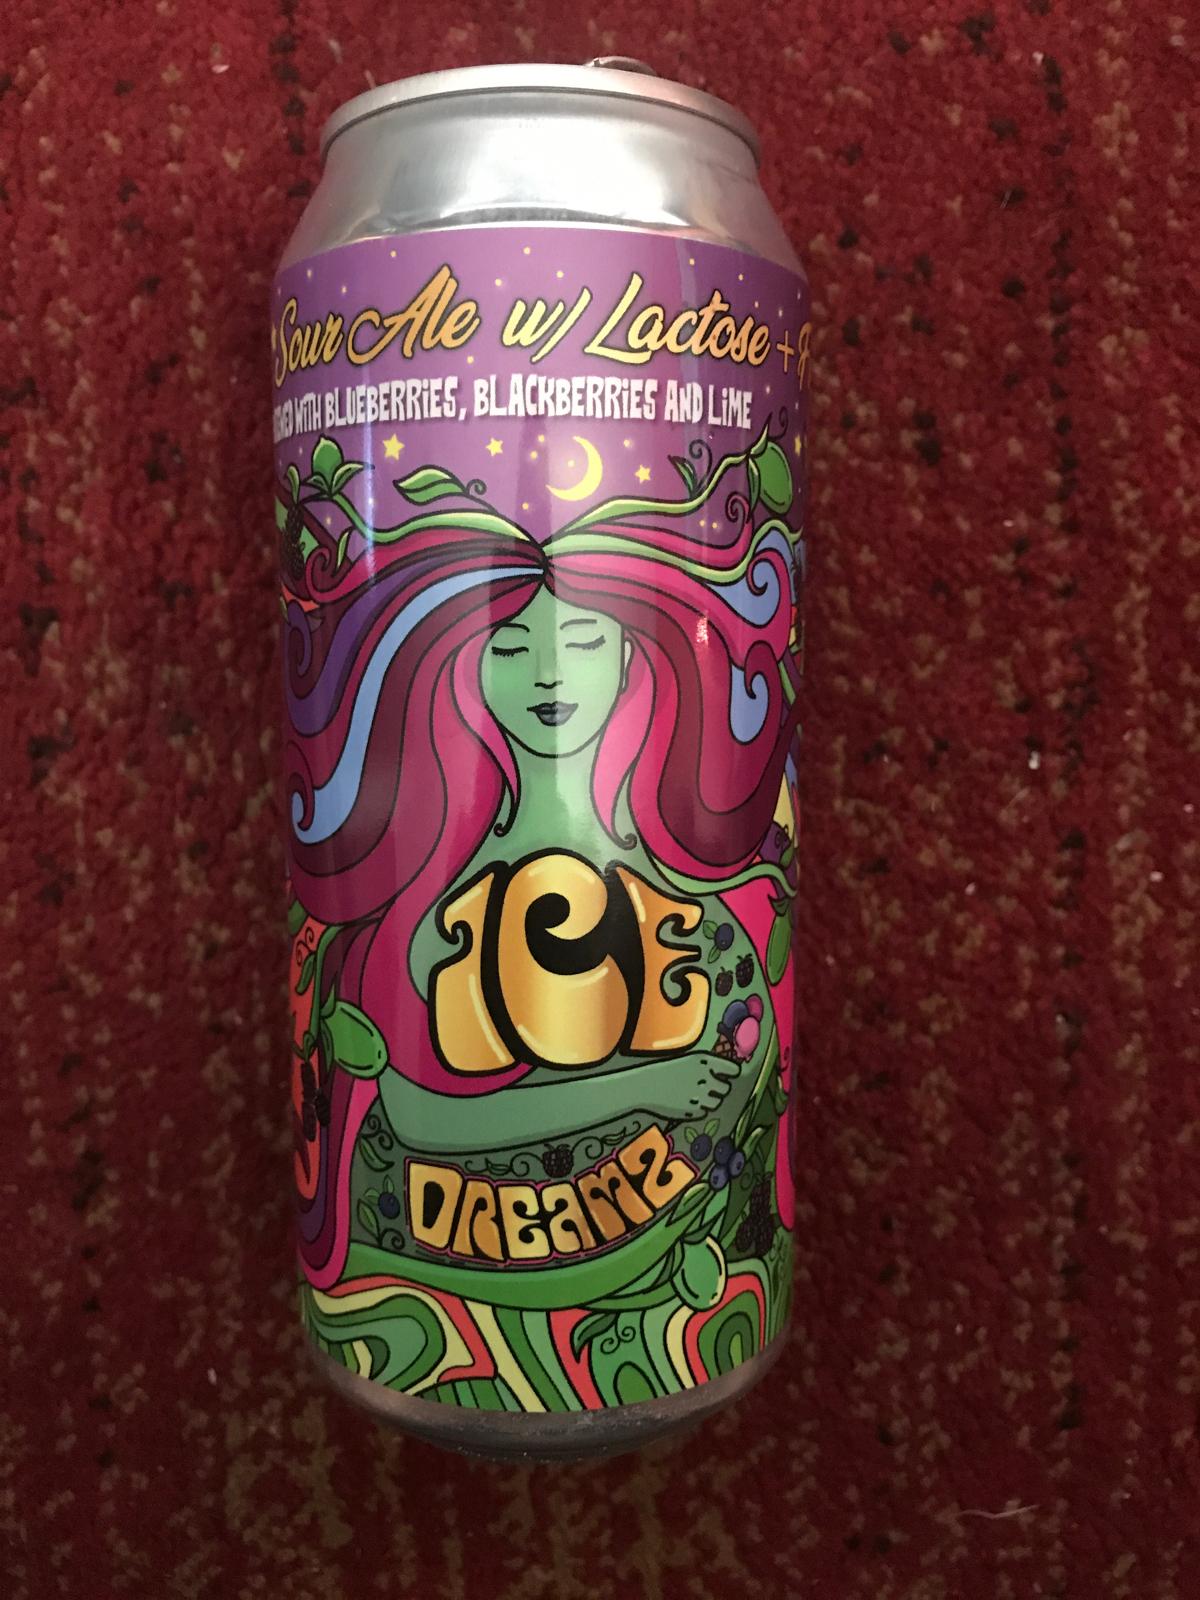 Sour Ale w/ Lactose +
WITH BLUEBERRiES, BLACKBERRiES AND LiME
ICE
DREAMZ